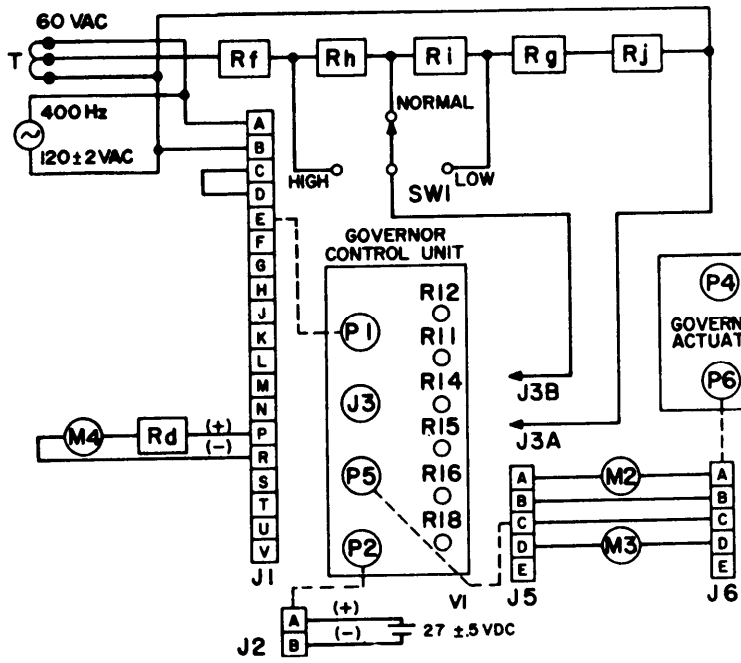 60 VAC
T
Rf
Rh
Ri
Rg
Rj
400 Hz
120±2 VAC
NORMAL
HIGH
LOW
SW1
A
B
C
D
E
F
G
H
J
K
L
M
N
P
R
S
T
U
V
J1
GOVERNOR
CONTROL UNIT
P1
J3
P5
P2
R12
R11
R14
R15
R16
R18
J3B
J3A
P4
GOVERN
ACTUAT
P6
M4
Rd
(+)
(-)
A
B
C
D
E
J5
M2
M3
A
B
C
D
E
J6
V1
J2
A
B
(+)
(-)
27 ±.5 VDC